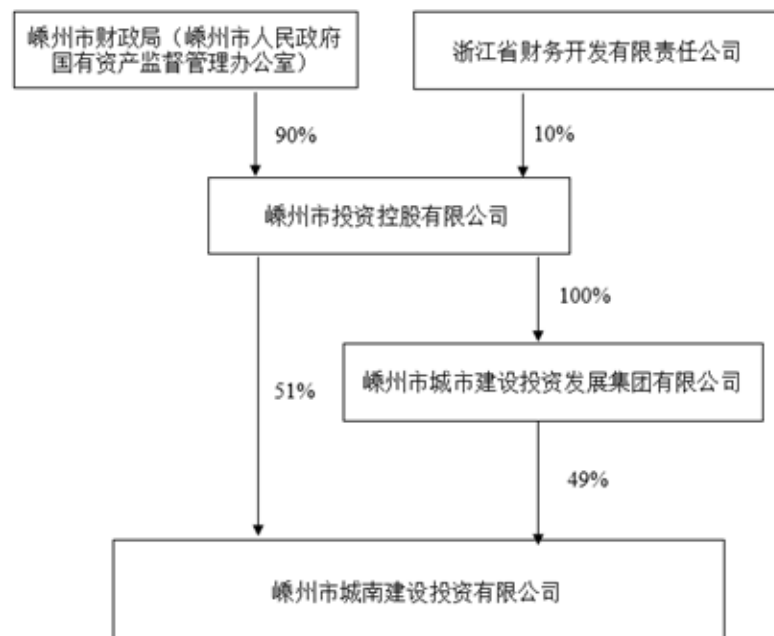 嵊州市财政局（嵊州市人民政府
国有资产监督管理办公室）
浙江省财务开发有限责任公司
90%
10%
嵊州市投资控股有限公司
100%
嵊州市城市建设投资发展集团有限公司
51%
49%
嵊州市城南建设投资有限公司